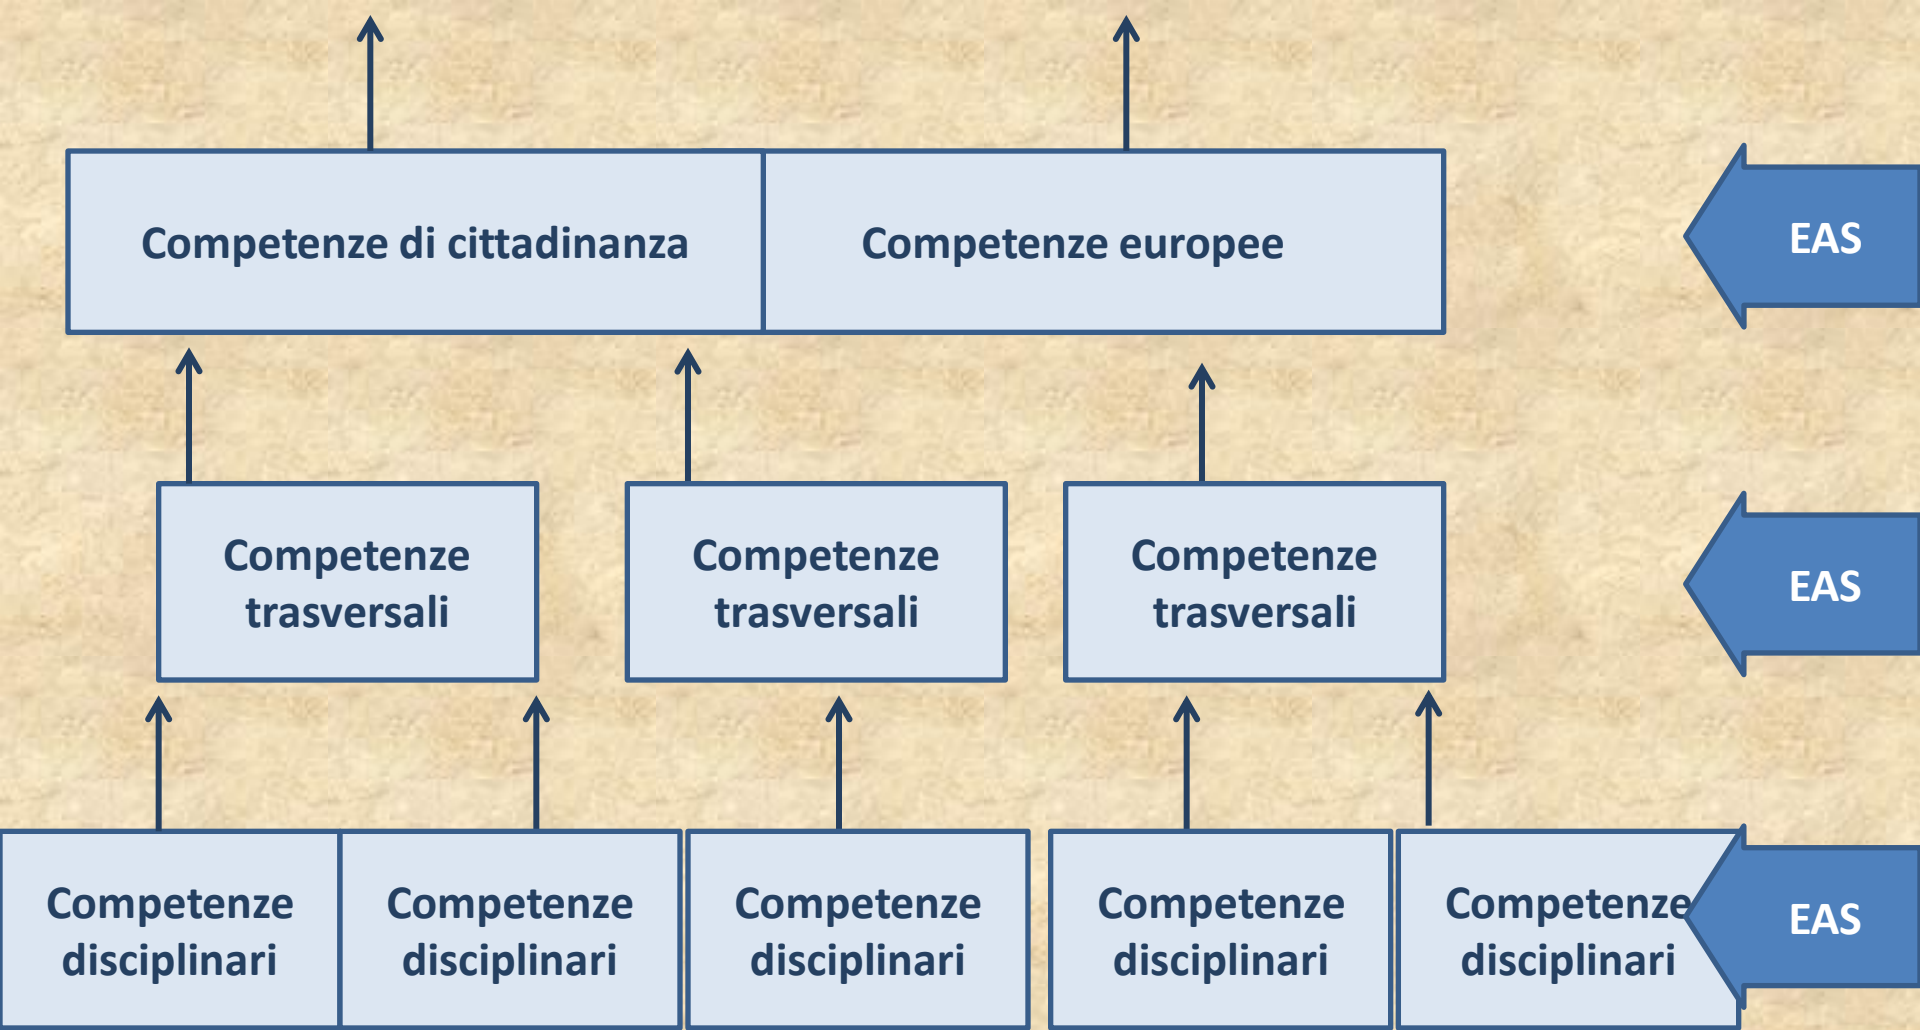 Competenze di cittadinanza
Competenze europee
EAS
Competenze
trasversali
Competenze
trasversali
Competenze
trasversali
EAS
Competenze
disciplinari
Competenze
disciplinari
Competenze
disciplinari
Competenze
disciplinari
Competenze
disciplinari
EAS